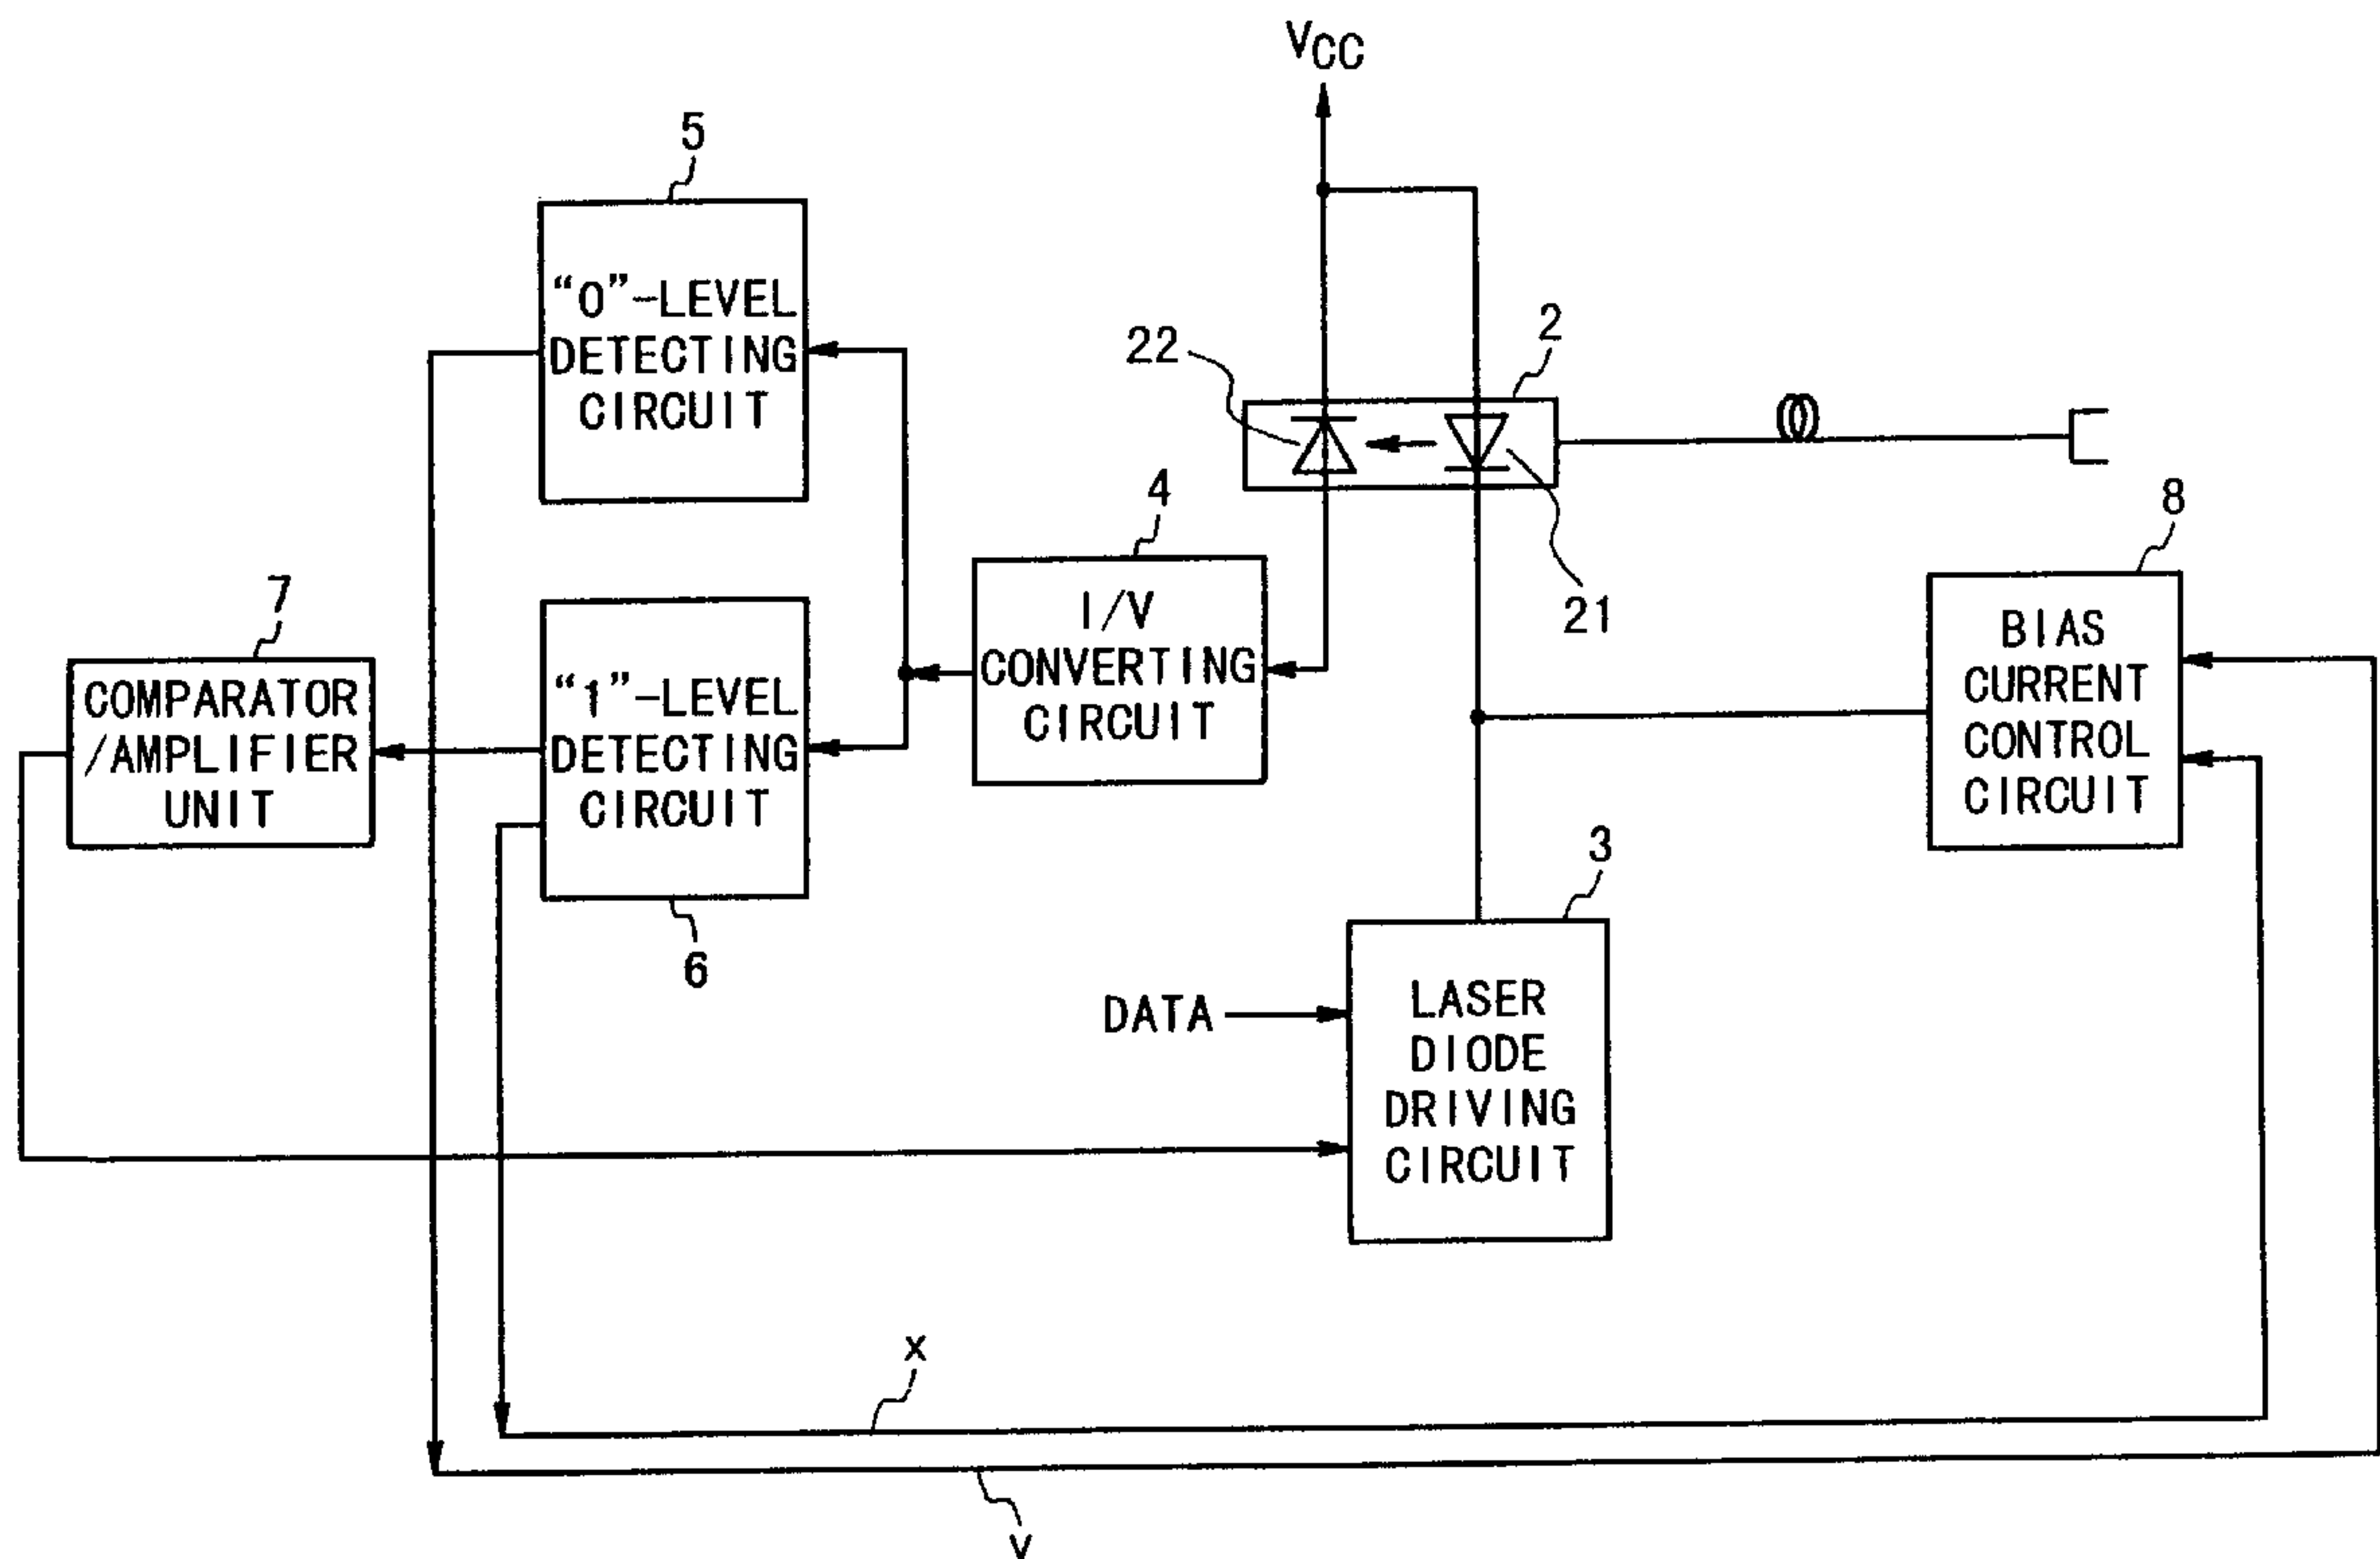 VCC
5
“0”-LEVEL
DETECTING
CIRCUIT
22
2
4
8
7
I/V
CONVERTING
CIRCUIT
21
BIAS
CURRENT
CONTROL
CIRCUIT
COMPARATOR
/AMPLIFIER
UNIT
“1”-LEVEL
DETECTING
CIRCUIT
3
6
DATA
LASER
DIODE
DRIVING
CIRCUIT
x